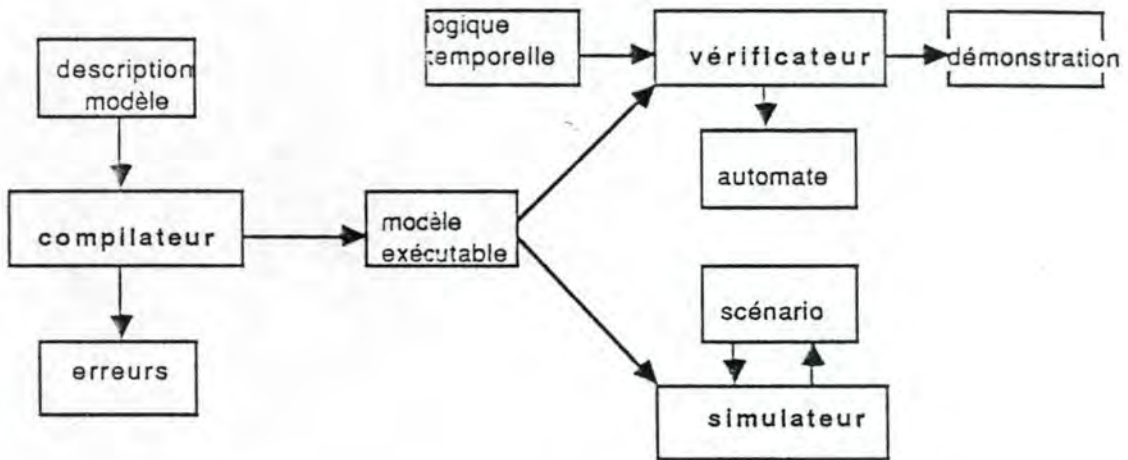 description
modèle
compilateur
erreurs
modèle
exécutable
logique
temporelle
vérificateur
démonstration
automate
scénario
simulateur